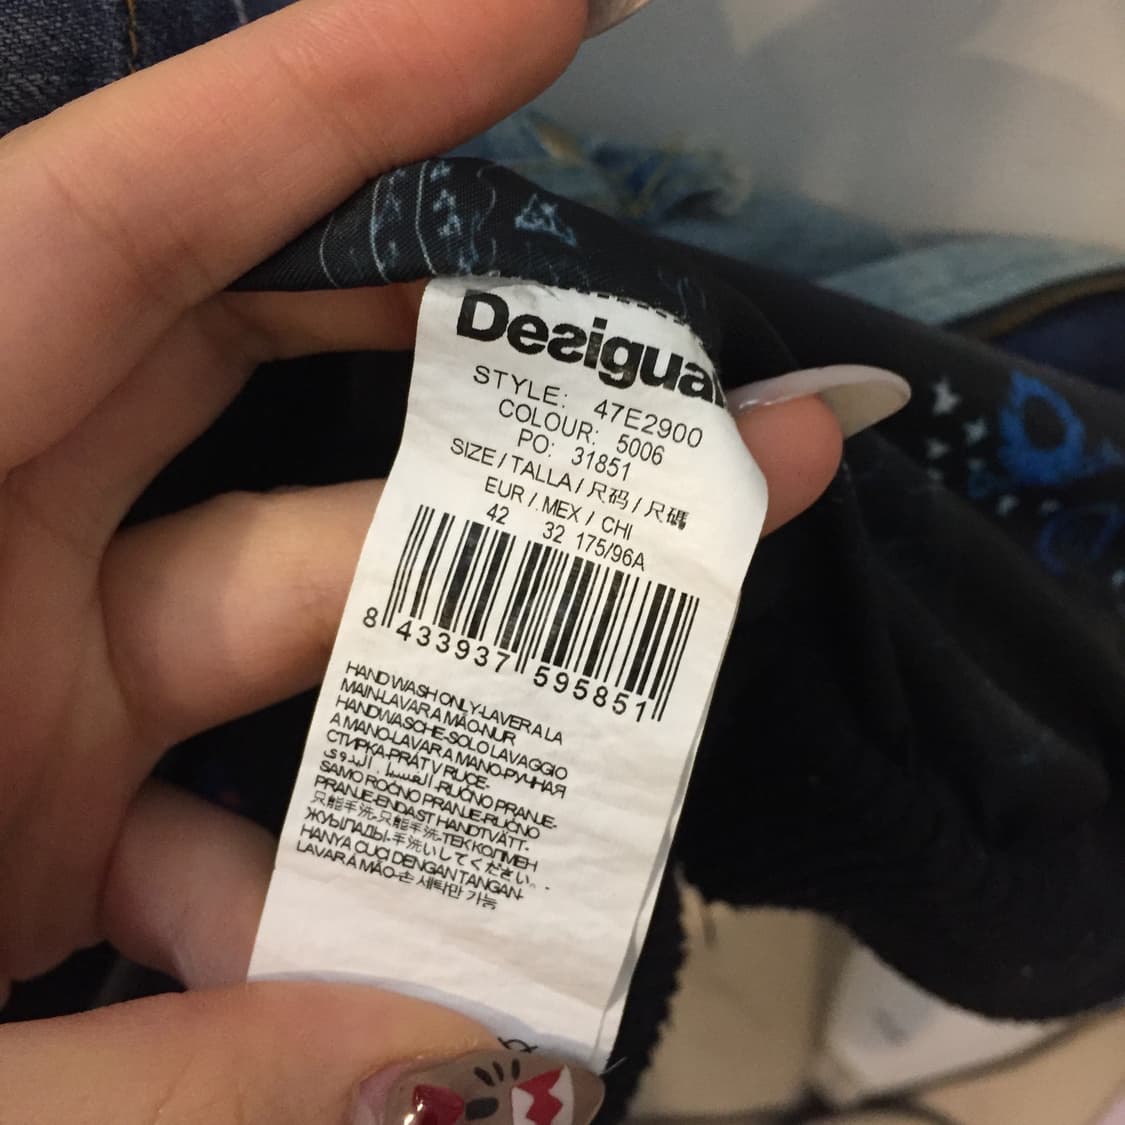 Desigual
STYLE: 47E2900
COLOUR: 5006
PO: 31851
SIZE / TALLA / 尺码 / 尺碼
EUR / MEX / CHI
42 32 175/96A
8 433937 595851
HAND WASH ONLY-LAVER A LA
MAIN-LAVAR A MÃO-NUR
HANDWASCHE-SOLO LAVAGGIO
A MANO-LAVAR A MANO-РУЧНАЯ
СТИРКА-PRÁT V RUCE-
الغسيل اليدوي-RUČNO PRANJE-
SAMO ROČNO PRANJE-RUČNO
PRANJE-ENDAST HANDTVÄTT-
只能手洗-只能手洗-ТЕК ҚОЛМЕН
ЖУЫЛАДЫ-手洗いしてください。-
HANYA CUCI DENGAN TANGAN-
LAVAR A MÃO-손 세탁만 가능